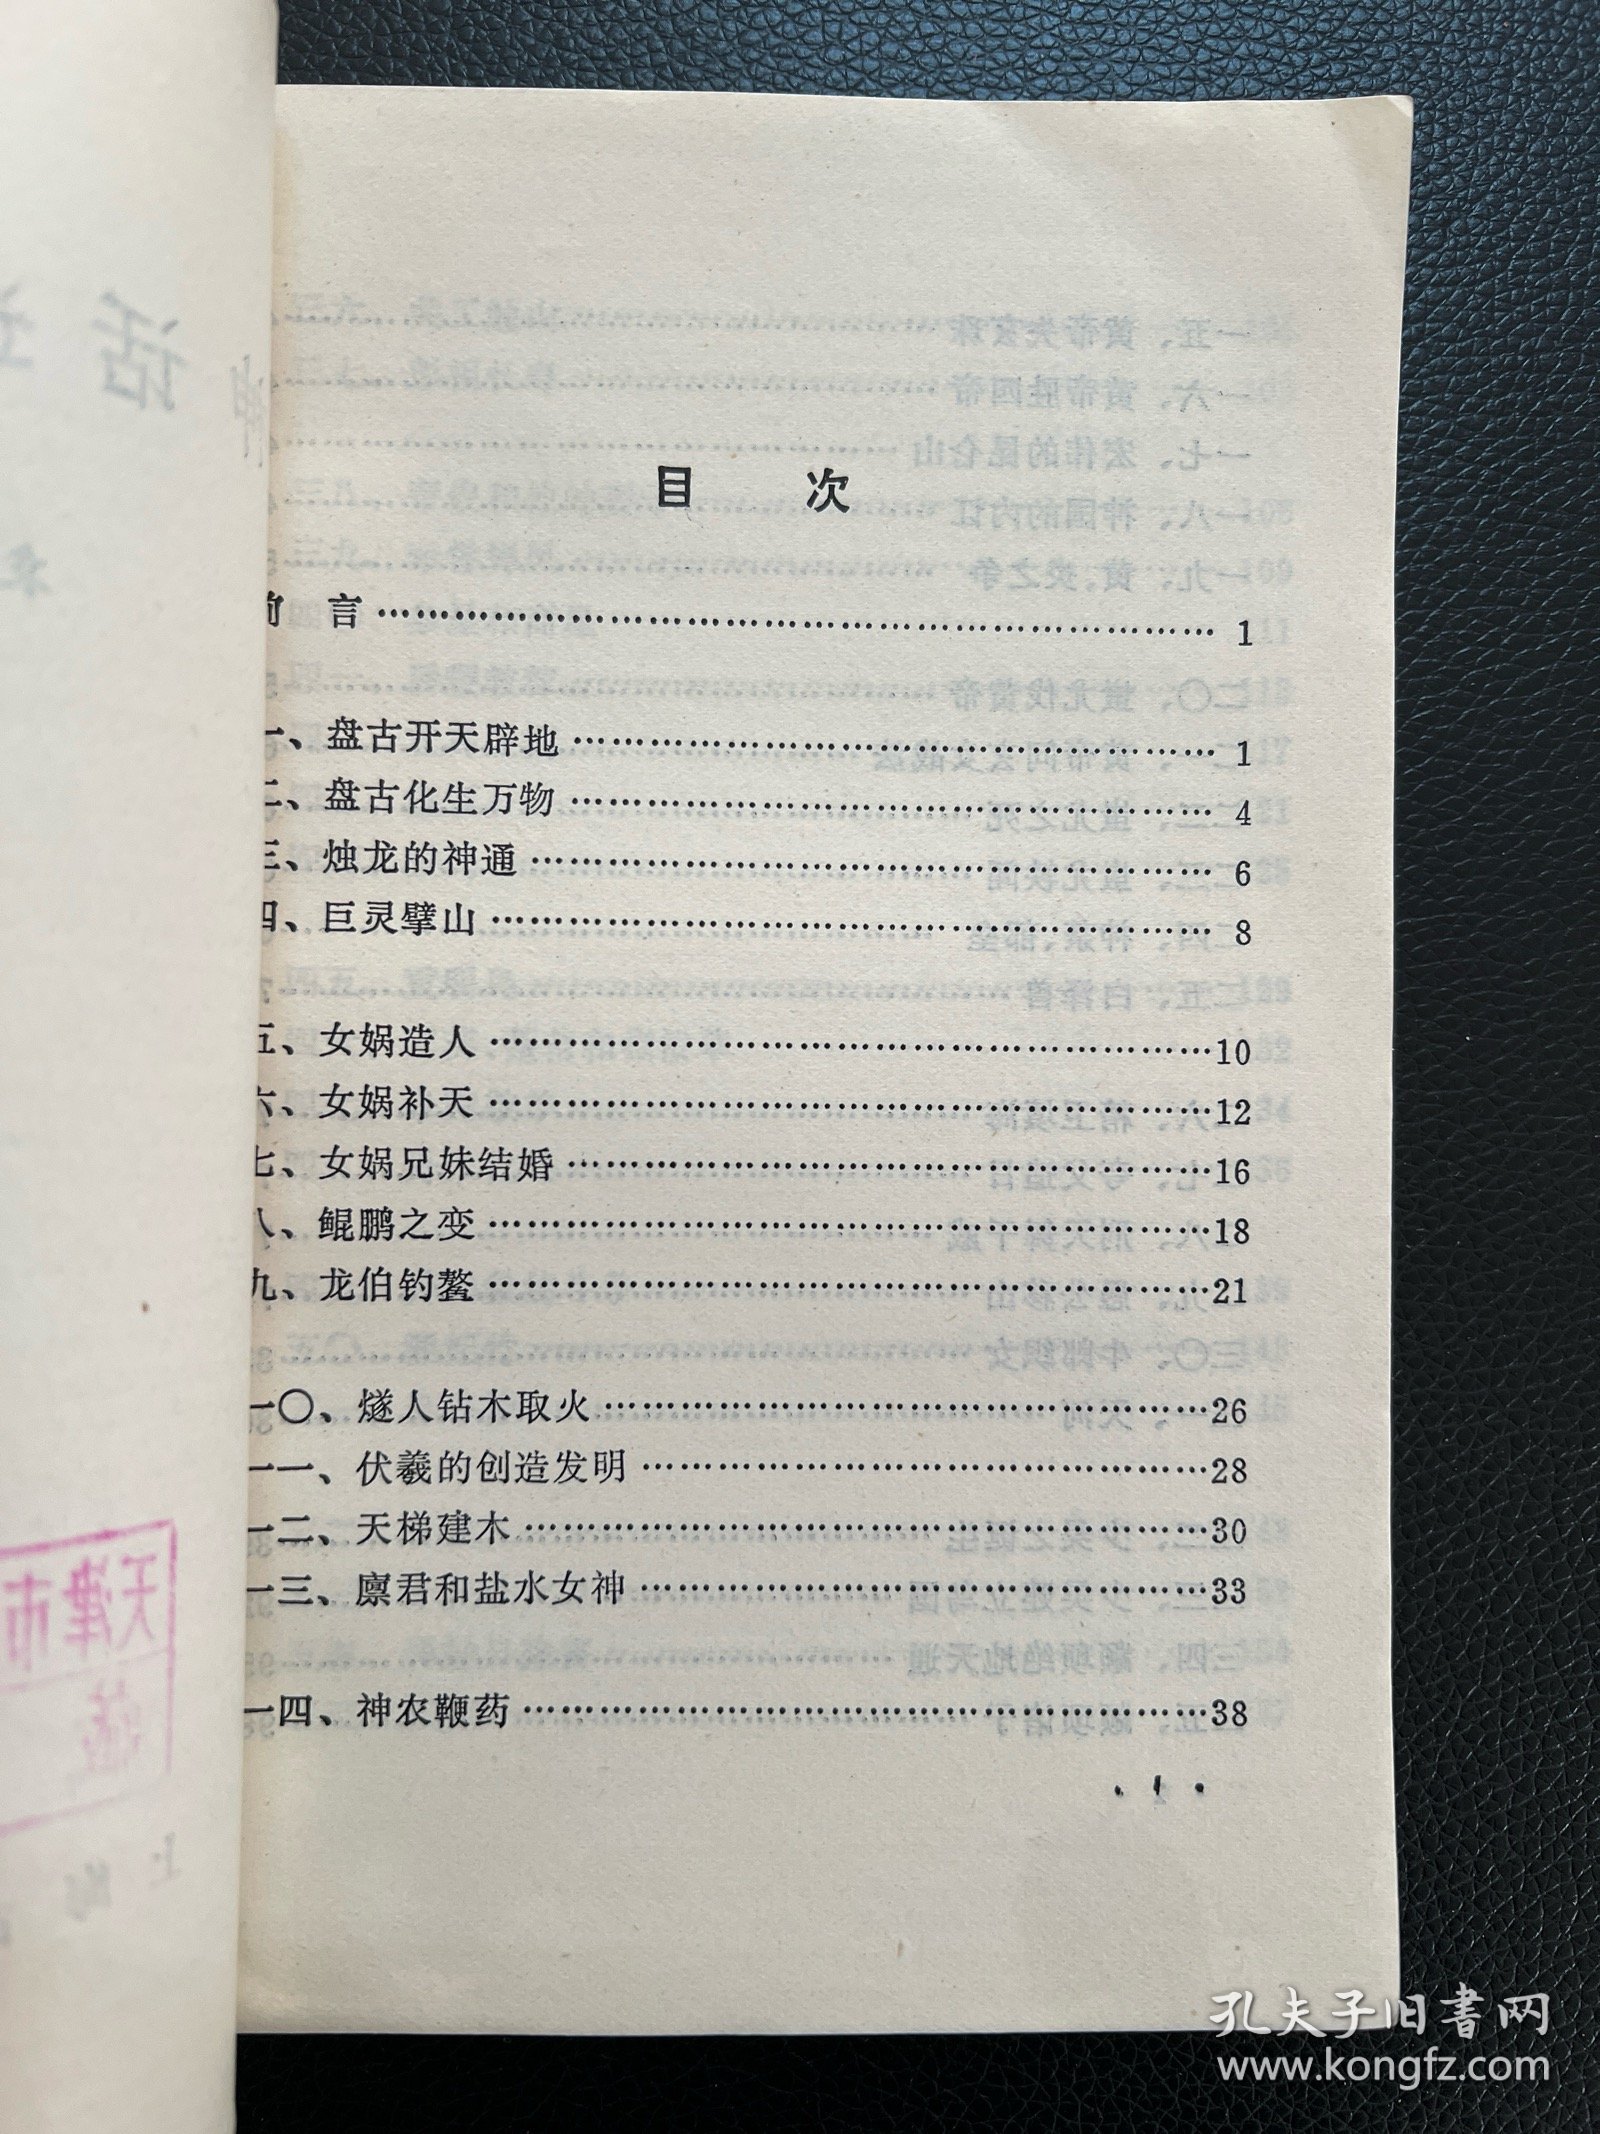 目 次
前 言……………………………………………………… 1
一、盘古开天辟地………………………………………… 1
二、盘古化生万物………………………………………… 4
三、烛龙的神通…………………………………………… 6
四、巨灵擘山……………………………………………… 8
五、女娲造人………………………………………………10
六、女娲补天………………………………………………12
七、女娲兄妹结婚…………………………………………16
八、鲲鹏之变………………………………………………18
九、龙伯钓鳌………………………………………………21
一〇、燧人钻木取火………………………………………26
一一、伏羲的创造发明……………………………………28
一二、天梯建木……………………………………………30
一三、廪君和盐水女神……………………………………33
一四、神农鞭药……………………………………………38
· 1 ·
天津市
藏
孔夫子旧书网
www.kongfz.com